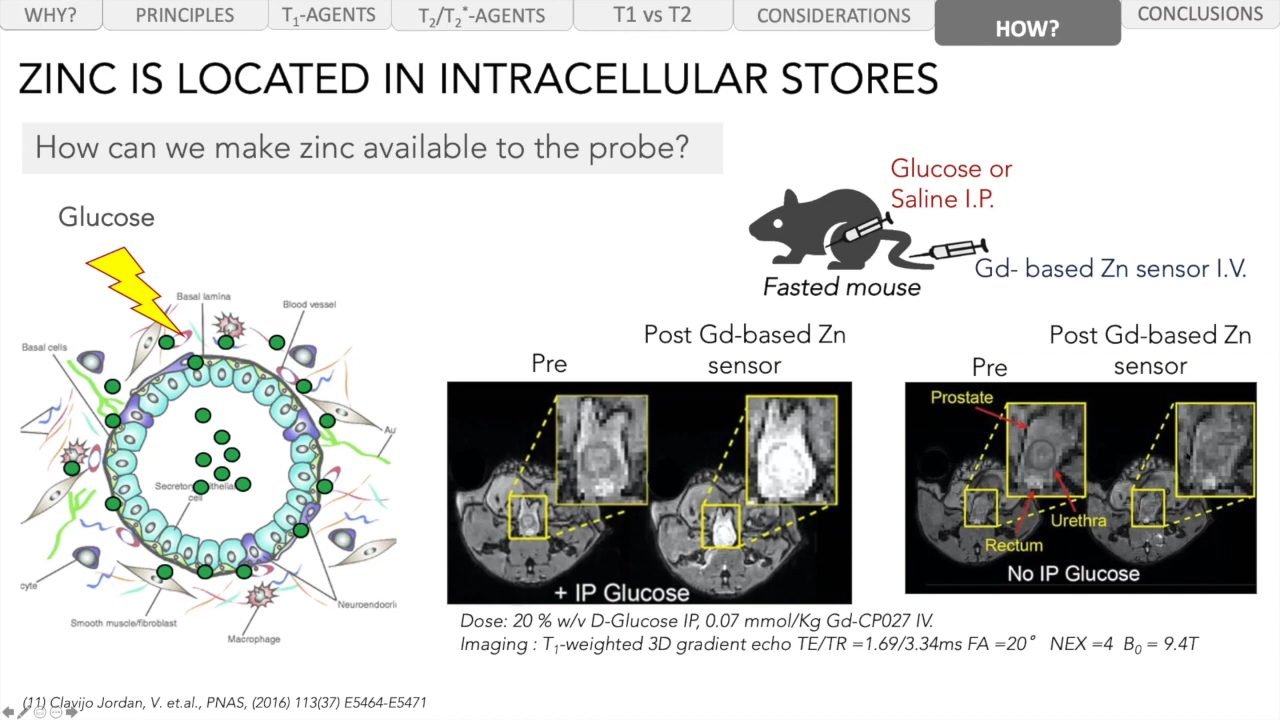 WHY?
PRINCIPLES
T1-AGENTS
T2/T2*-AGENTS
T1 vs T2
CONSIDERATIONS
HOW?
CONCLUSIONS
ZINC IS LOCATED IN INTRACELLULAR STORES
How can we make zinc available to the probe?
Glucose or
Saline I.P.
Gd- based Zn sensor I.V.
Fasted mouse
Glucose
Basal lamina
Blood vessel
Basal cells
Au
Secretory epithelial
cell
cyte
Smooth muscle/fibroblast
Macrophage
Neuroendocri
Pre
Post Gd-based Zn
sensor
+ IP Glucose
Pre
Post Gd-based Zn
sensor
Prostate
Urethra
Rectum
No IP Glucose
Dose: 20 % w/v D-Glucose IP, 0.07 mmol/Kg Gd-CP027 IV.
Imaging : T1-weighted 3D gradient echo TE/TR =1.69/3.34ms FA =20° NEX =4 B0 = 9.4T
(11) Clavijo Jordan, V. et.al., PNAS, (2016) 113(37) E5464-E5471